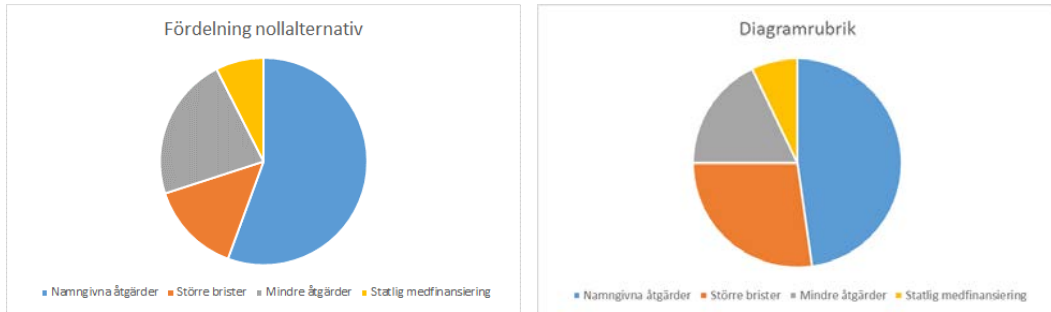 Fördelning nollalternativ
Namngivna åtgärder Större brister Mindre åtgärder Statlig medfinansiering
Diagramrubrik
Namngivna åtgärder Större brister Mindre åtgärder Statlig medfinansiering